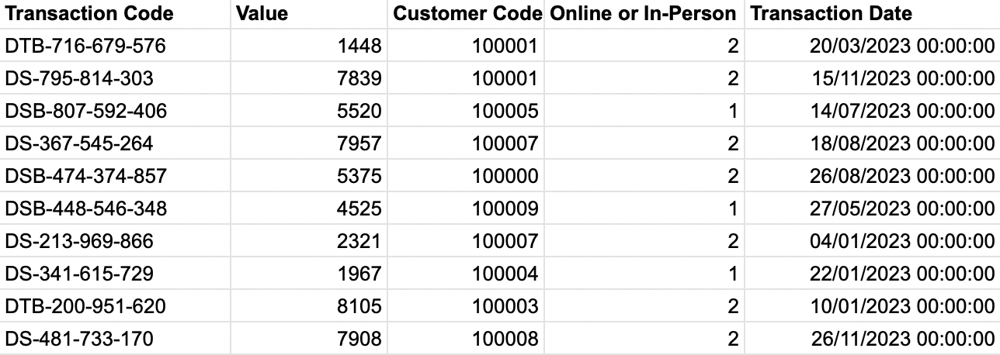 Transaction Code Value Customer Code Online or In-Person Transaction Date
DTB-716-679-576 1448 100001 2 20/03/2023 00:00:00
DS-795-814-303 7839 100001 2 15/11/2023 00:00:00
DSB-807-592-406 5520 100005 1 14/07/2023 00:00:00
DS-367-545-264 7957 100007 2 18/08/2023 00:00:00
DSB-474-374-857 5375 100000 2 26/08/2023 00:00:00
DSB-448-546-348 4525 100009 1 27/05/2023 00:00:00
DS-213-969-866 2321 100007 2 04/01/2023 00:00:00
DS-341-615-729 1967 100004 1 22/01/2023 00:00:00
DTB-200-951-620 8105 100003 2 10/01/2023 00:00:00
DS-481-733-170 7908 100008 2 26/11/2023 00:00:00